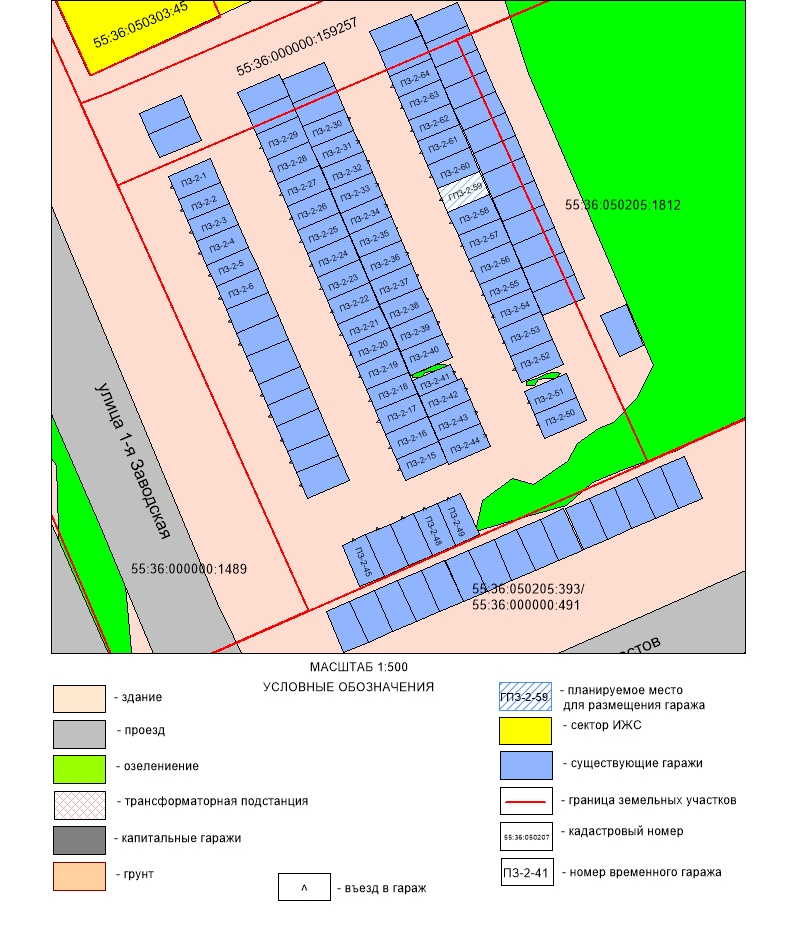 55:36:050303:45
55:36:000000:159257
ПЗ-2-1
ПЗ-2-2
ПЗ-2-3
ПЗ-2-4
ПЗ-2-5
ПЗ-2-6
ПЗ-2-29
ПЗ-2-28
ПЗ-2-27
ПЗ-2-26
ПЗ-2-25
ПЗ-2-24
ПЗ-2-23
ПЗ-2-22
ПЗ-2-21
ПЗ-2-20
ПЗ-2-19
ПЗ-2-18
ПЗ-2-17
ПЗ-2-16
ПЗ-2-15
ПЗ-2-30
ПЗ-2-31
ПЗ-2-32
ПЗ-2-33
ПЗ-2-34
ПЗ-2-35
ПЗ-2-36
ПЗ-2-37
ПЗ-2-38
ПЗ-2-39
ПЗ-2-40
ПЗ-2-41
ПЗ-2-42
ПЗ-2-43
ПЗ-2-44
ПЗ-2-64
ПЗ-2-63
ПЗ-2-62
ПЗ-2-61
ПЗ-2-60
ГПЗ-2-59
ПЗ-2-58
ПЗ-2-57
ПЗ-2-56
ПЗ-2-55
ПЗ-2-54
ПЗ-2-53
ПЗ-2-52
ПЗ-2-51
ПЗ-2-50
55:36:050205:1812
ПЗ-2-45
ПЗ-2-48
ПЗ-2-49
улица 1-я Заводская
55:36:000000:1489
55:36:050205:393/
55:36:000000:491
остов
МАСШТАБ 1:500
УСЛОВНЫЕ ОБОЗНАЧЕНИЯ
- здание
- проезд
- озелениение
- трансформаторная подстанция
- капитальные гаражи
- грунт
^ - въезд в гараж
ГПЗ-2-59 - планируемое место
для размещения гаража
- сектор ИЖС
- существующие гаражи
- граница земельных участков
55:36:050207 - кадастровый номер
ПЗ-2-41 - номер временного гаража